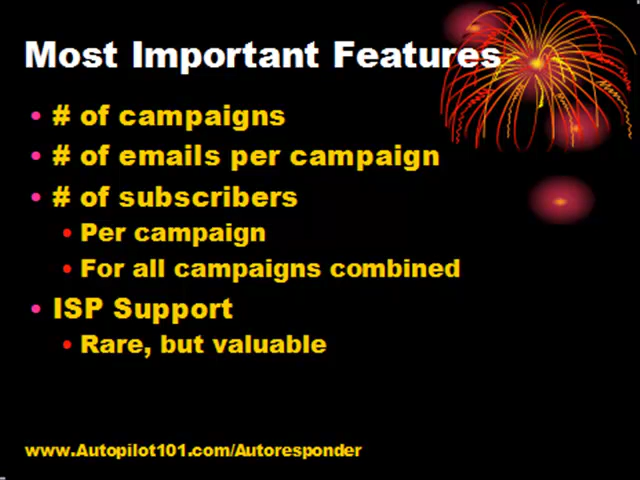 Most Important Features
• # of campaigns
• # of emails per campaign
• # of subscribers
• Per campaign
• For all campaigns combined
• ISP Support
• Rare, but valuable
www.Autopilot101.com/Autoresponder